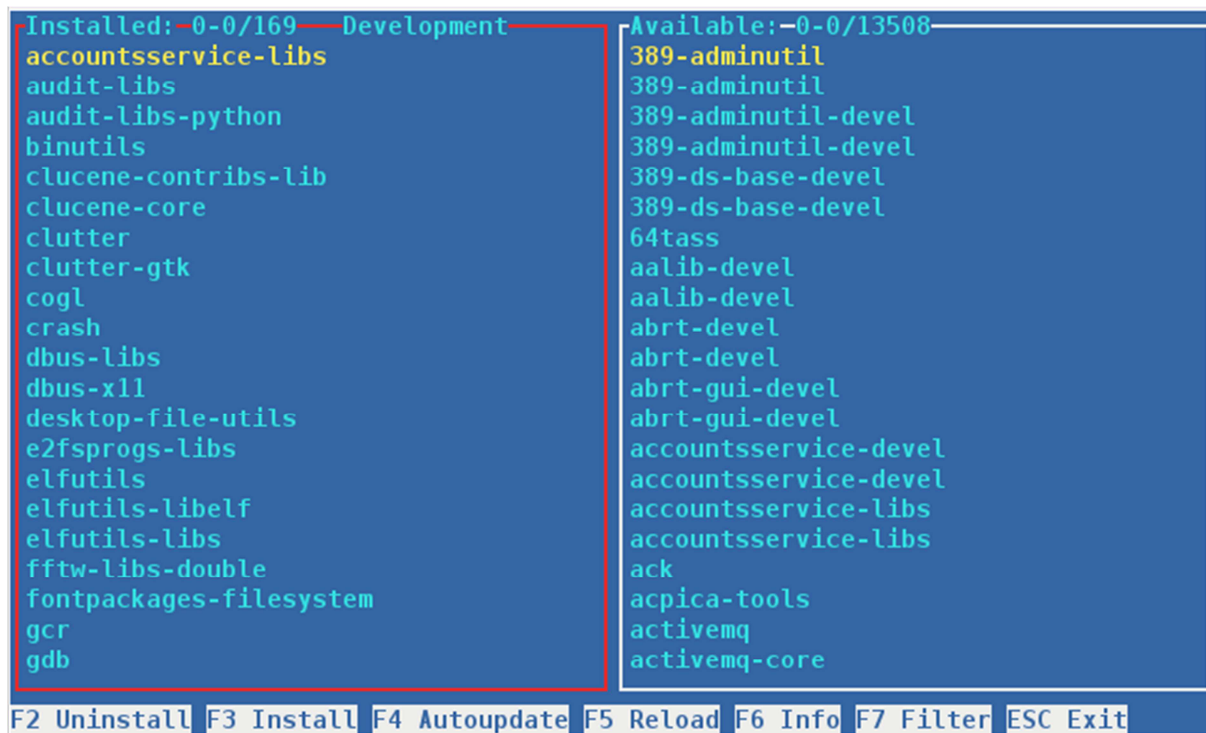 Installed: 0-0/169 Development
accountsservice-libs
audit-libs
audit-libs-python
binutils
clucene-contribs-lib
clucene-core
clutter
clutter-gtk
cogl
crash
dbus-libs
dbus-x11
desktop-file-utils
e2fsprogs-libs
elfutils
elfutils-libelf
elfutils-libs
fftw-libs-double
fontpackages-filesystem
gcr
gdb
Available: 0-0/13508
389-adminutil
389-adminutil
389-adminutil-devel
389-adminutil-devel
389-ds-base-devel
389-ds-base-devel
64tass
aalib-devel
aalib-devel
abrt-devel
abrt-devel
abrt-gui-devel
abrt-gui-devel
accountsservice-devel
accountsservice-devel
accountsservice-libs
accountsservice-libs
ack
acpica-tools
activemq
activemq-core
F2 Uninstall F3 Install F4 Autoupdate F5 Reload F6 Info F7 Filter ESC Exit